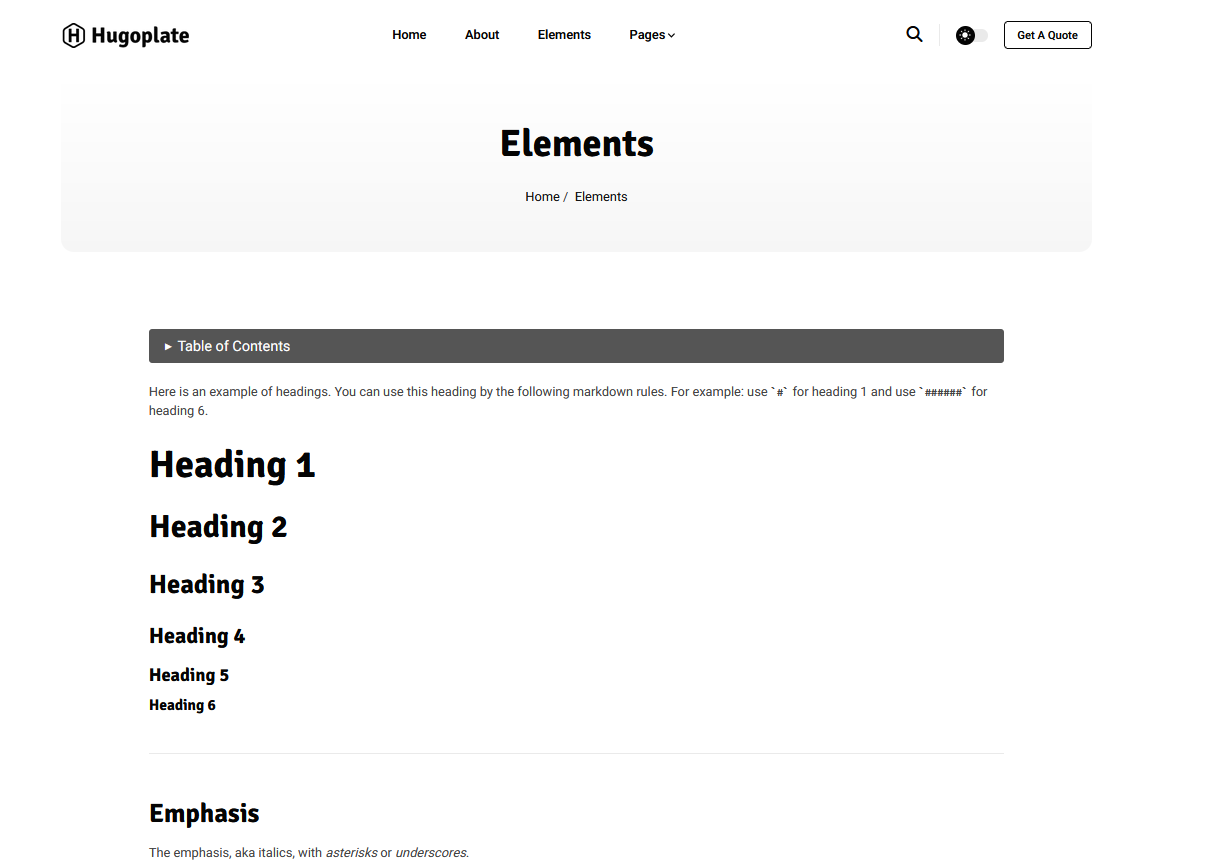 Hugoplate
Home About Elements Pages
Get A Quote
Elements
Home / Elements
Table of Contents
Here is an example of headings. You can use this heading by the following markdown rules. For example: use `#` for heading 1 and use `######` for
heading 6.
Heading 1
Heading 2
Heading 3
Heading 4
Heading 5
Heading 6
Emphasis
The emphasis, aka italics, with asterisks or underscores.